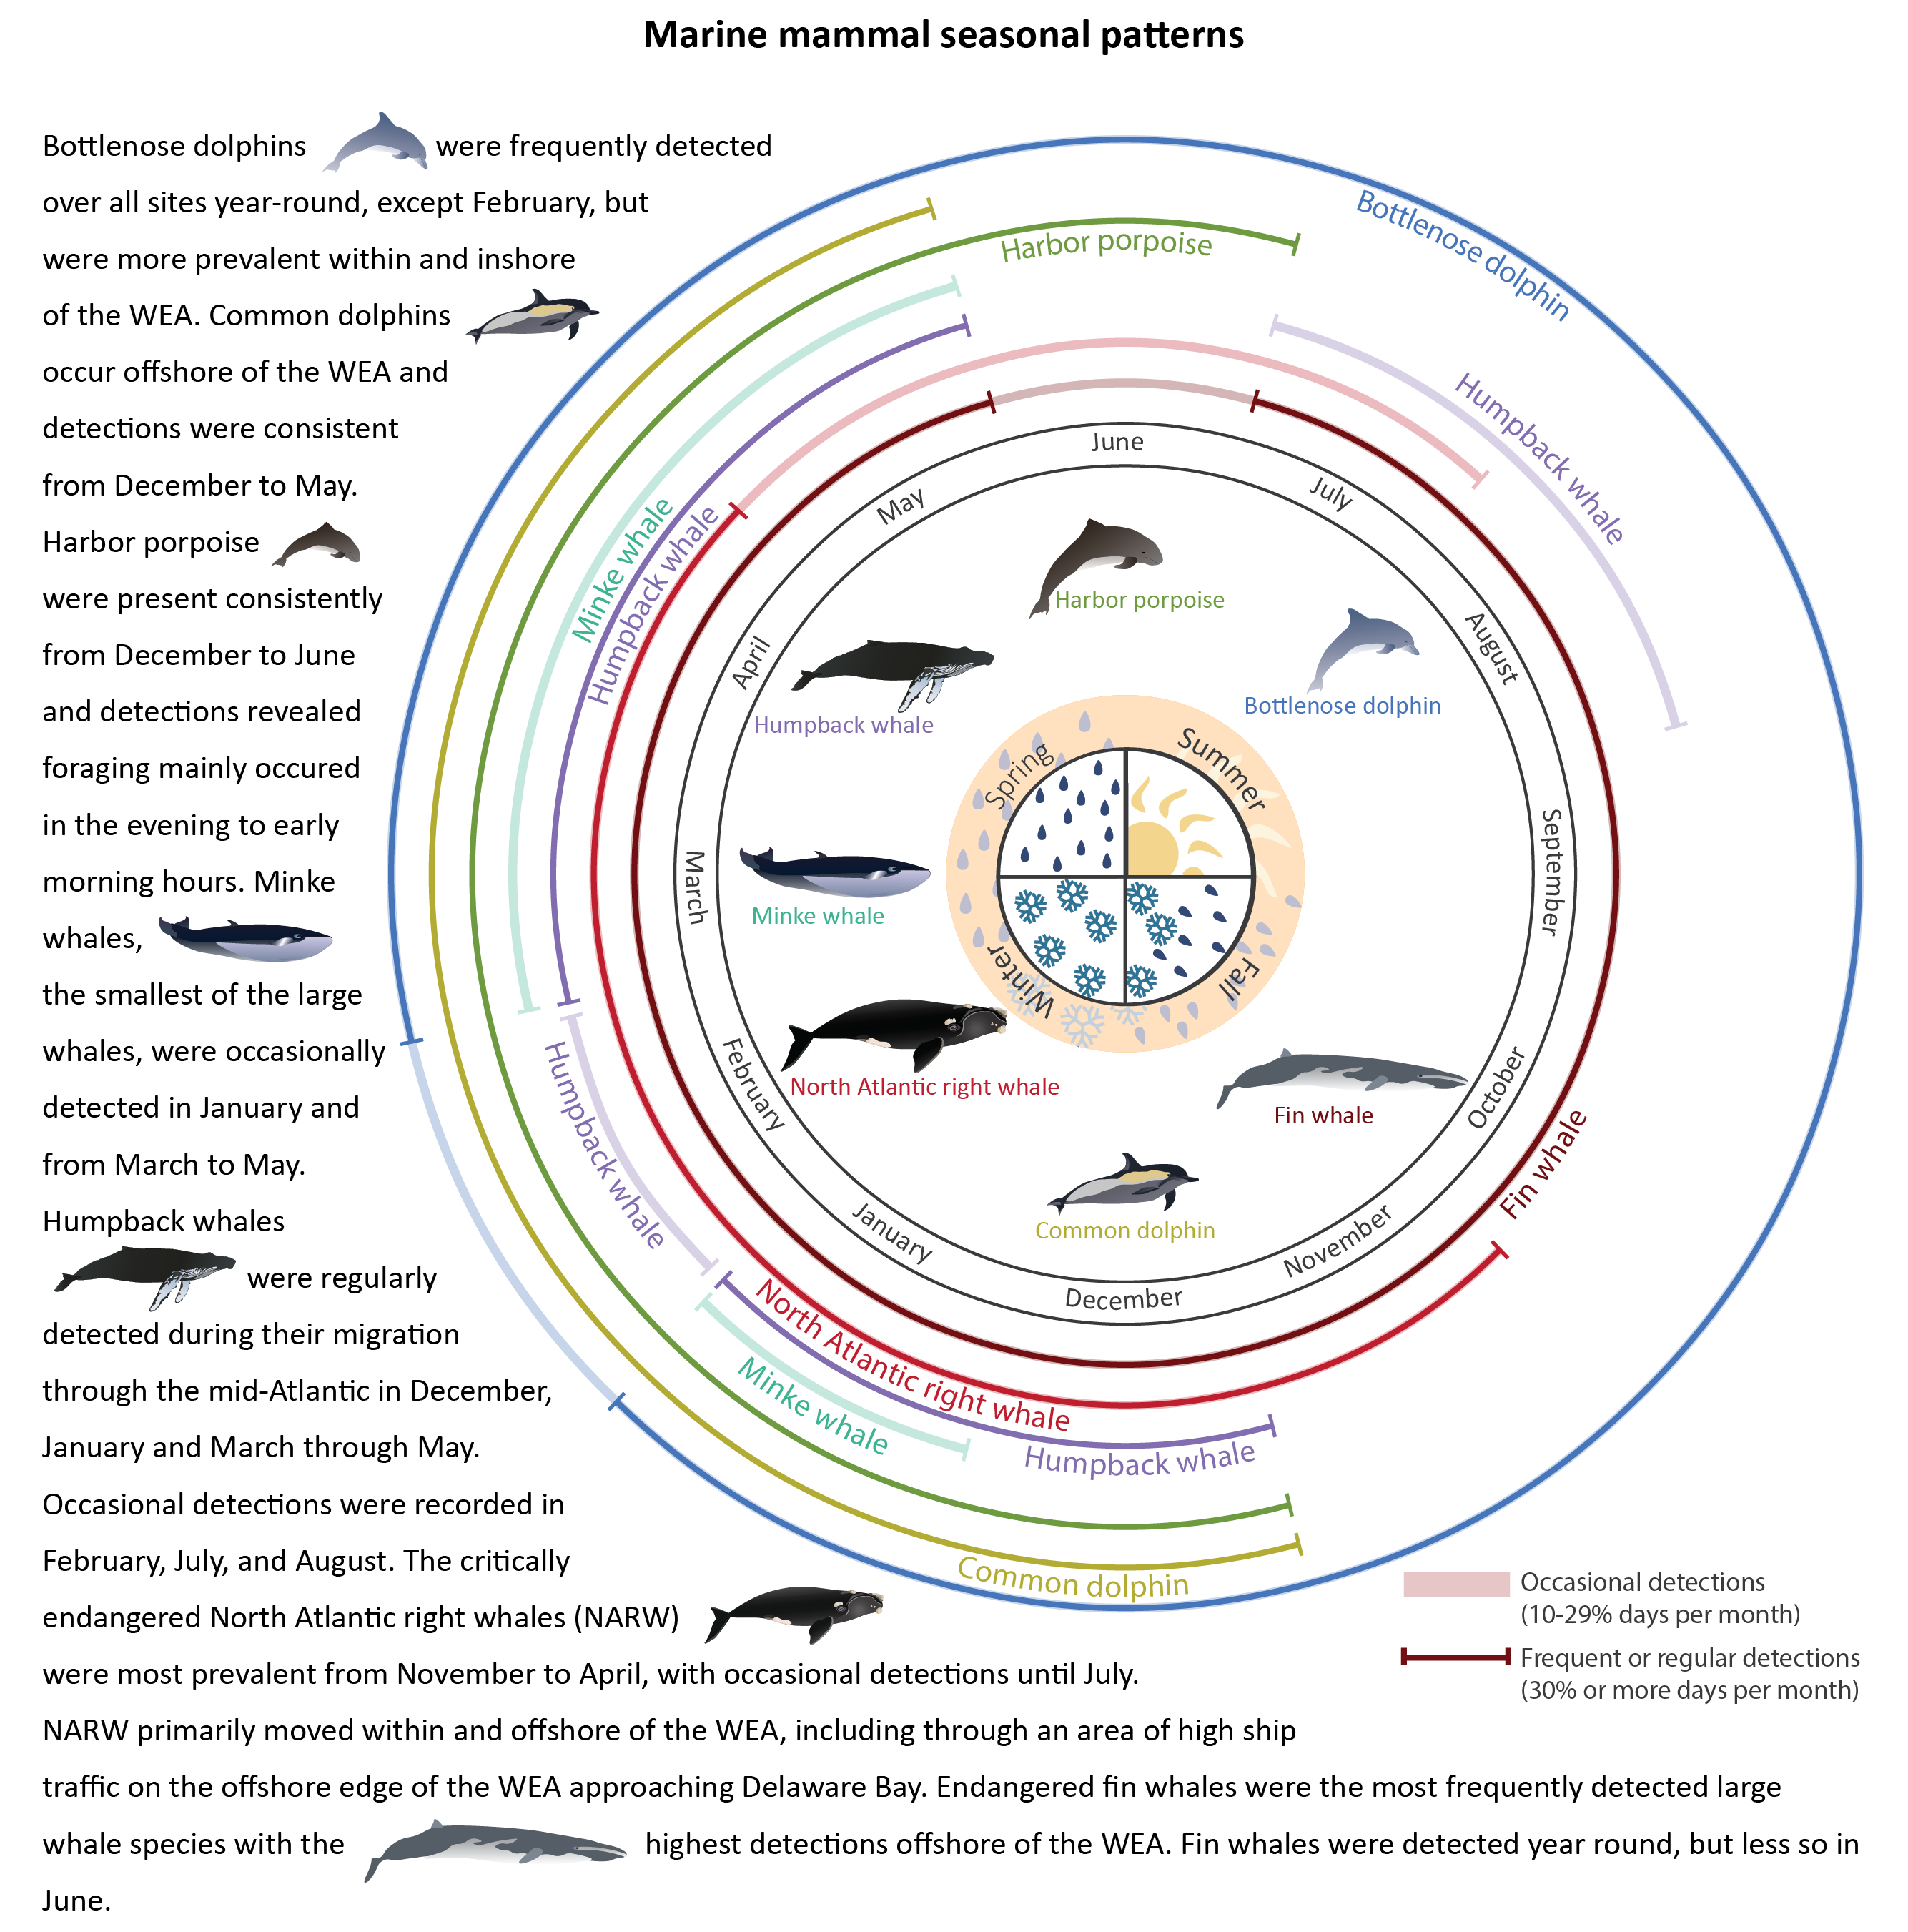 Marine mammal seasonal patterns
Bottlenose dolphins were frequently detected
over all sites year-round, except February, but
were more prevalent within and inshore
of the WEA. Common dolphins
occur offshore of the WEA and
detections were consistent
from December to May.
Harbor porpoise
were present consistently
from December to June
and detections revealed
foraging mainly occured
in the evening to early
morning hours. Minke
whales,
the smallest of the large
whales, were occasionally
detected in January and
from March to May.
Humpback whales
were regularly
detected during their migration
through the mid-Atlantic in December,
January and March through May.
Occasional detections were recorded in
February, July, and August. The critically
endangered North Atlantic right whales (NARW)
were most prevalent from November to April, with occasional detections until July.
NARW primarily moved within and offshore of the WEA, including through an area of high ship
traffic on the offshore edge of the WEA approaching Delaware Bay. Endangered fin whales were the most frequently detected large
whale species with the highest detections offshore of the WEA. Fin whales were detected year round, but less so in
June.
Bottlenose dolphin
Harbor porpoise
Humpback whale
Minke whale
Humpback whale
Humpback whale
North Atlantic right whale
Minke whale
Humpback whale
Common dolphin
Fin whale
June
July
August
September
October
November
December
January
February
March
April
May
Harbor porpoise
Humpback whale
Bottlenose dolphin
Minke whale
North Atlantic right whale
Fin whale
Common dolphin
Spring
Summer
Winter
Fall
Occasional detections
(10-29% days per month)
Frequent or regular detections
(30% or more days per month)